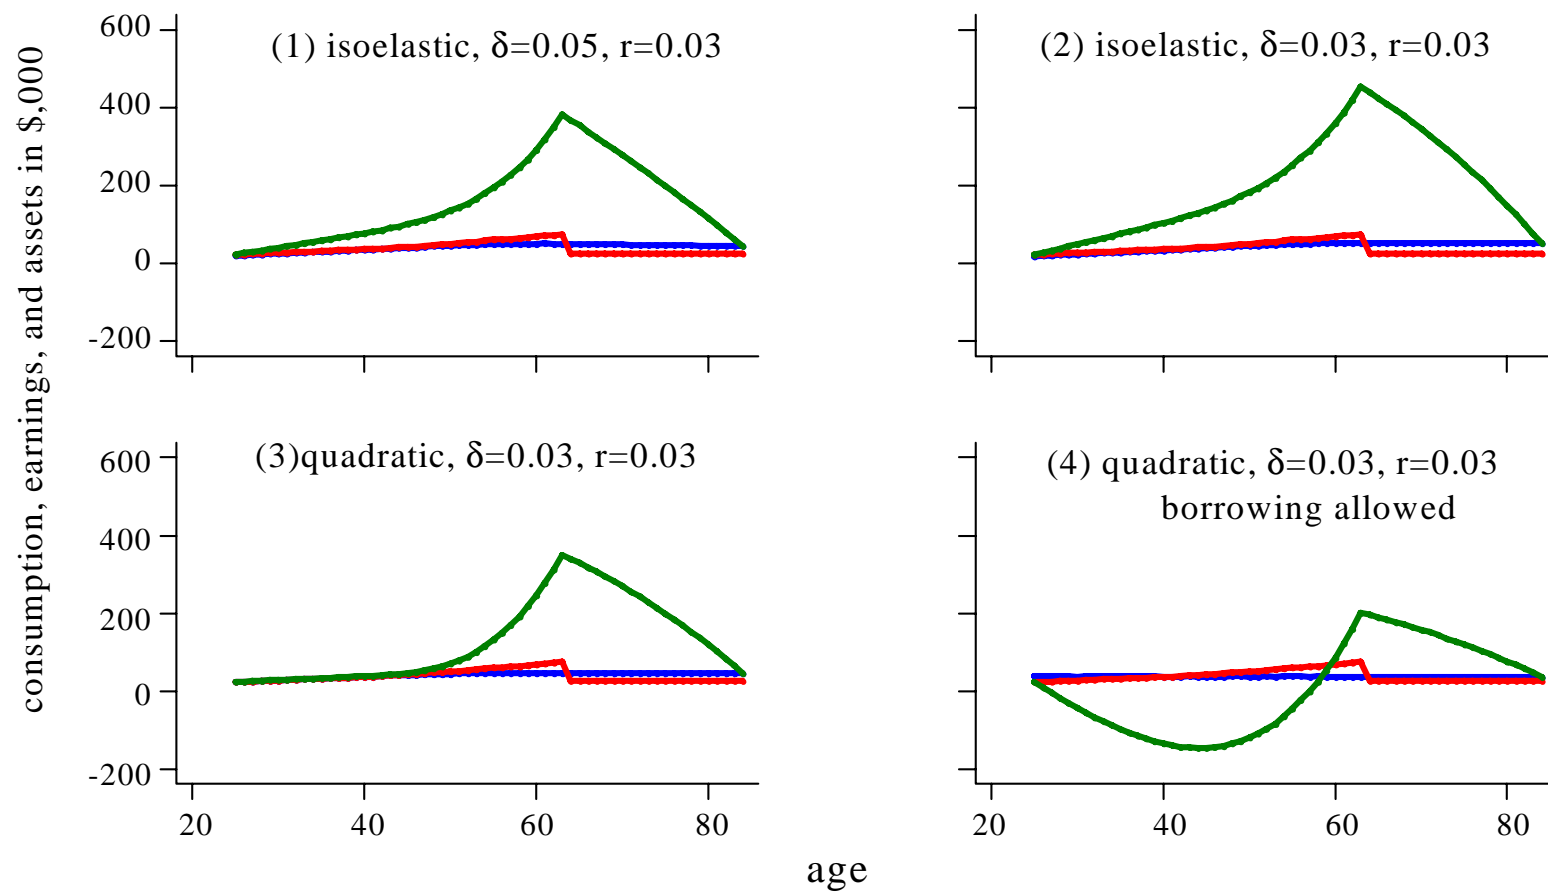 consumption, earnings, and assets in $,000
(1) isoelastic, δ=0.05, r=0.03
600
400
200
0
-200
(2) isoelastic, δ=0.03, r=0.03
(3)quadratic, δ=0.03, r=0.03
600
400
200
0
-200
20 40 60 80
(4) quadratic, δ=0.03, r=0.03
borrowing allowed
20 40 60 80
age